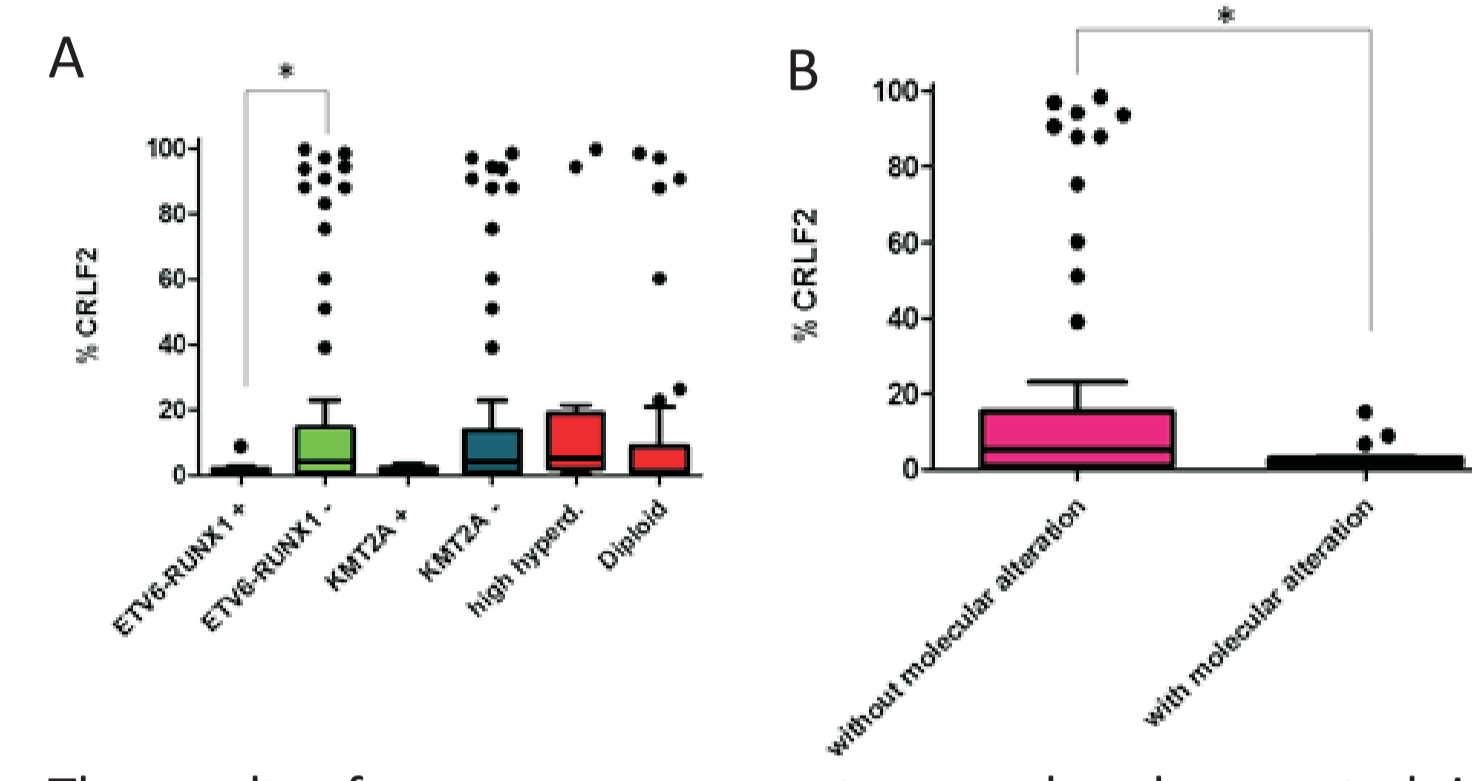 A
*
100
80
60
40
20
0
% CRLF2
ETV6-RUNX1 +
ETV6-RUNX1 -
KMT2A +
KMT2A -
high hyperd.
Diploid
B
*
100
80
60
40
20
0
% CRLF2
without molecular alteration
with molecular alteration